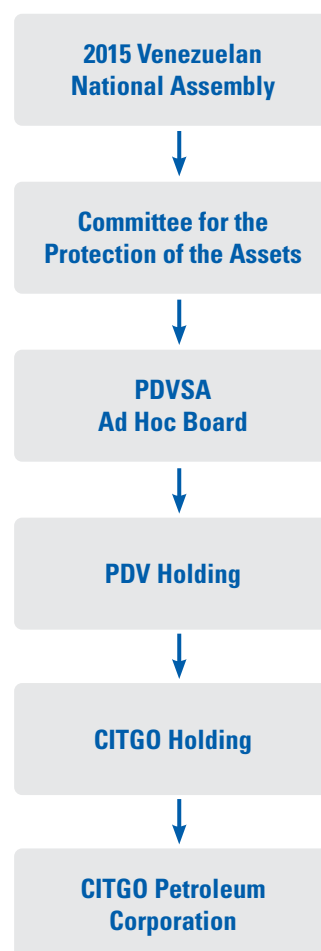 2015 Venezuelan
National Assembly
Committee for the
Protection of the Assets
PDVSA
Ad Hoc Board
PDV Holding
CITGO Holding
CITGO Petroleum
Corporation